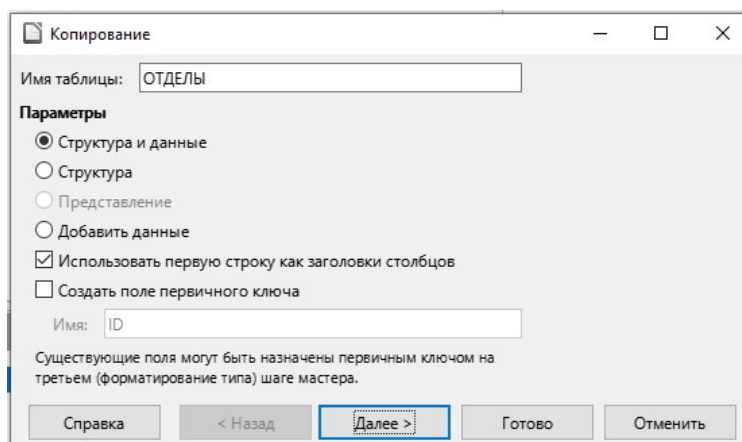 Копирование
Имя таблицы: ОТДЕЛЫ
Параметры
Структура и данные
Структура
Представление
Добавить данные
Использовать первую строку как заголовки столбцов
Создать поле первичного ключа
Имя: ID
Существующие поля могут быть назначены первичным ключом на
третьем (форматирование типа) шаге мастера.
Справка < Назад Далее > Готово Отменить